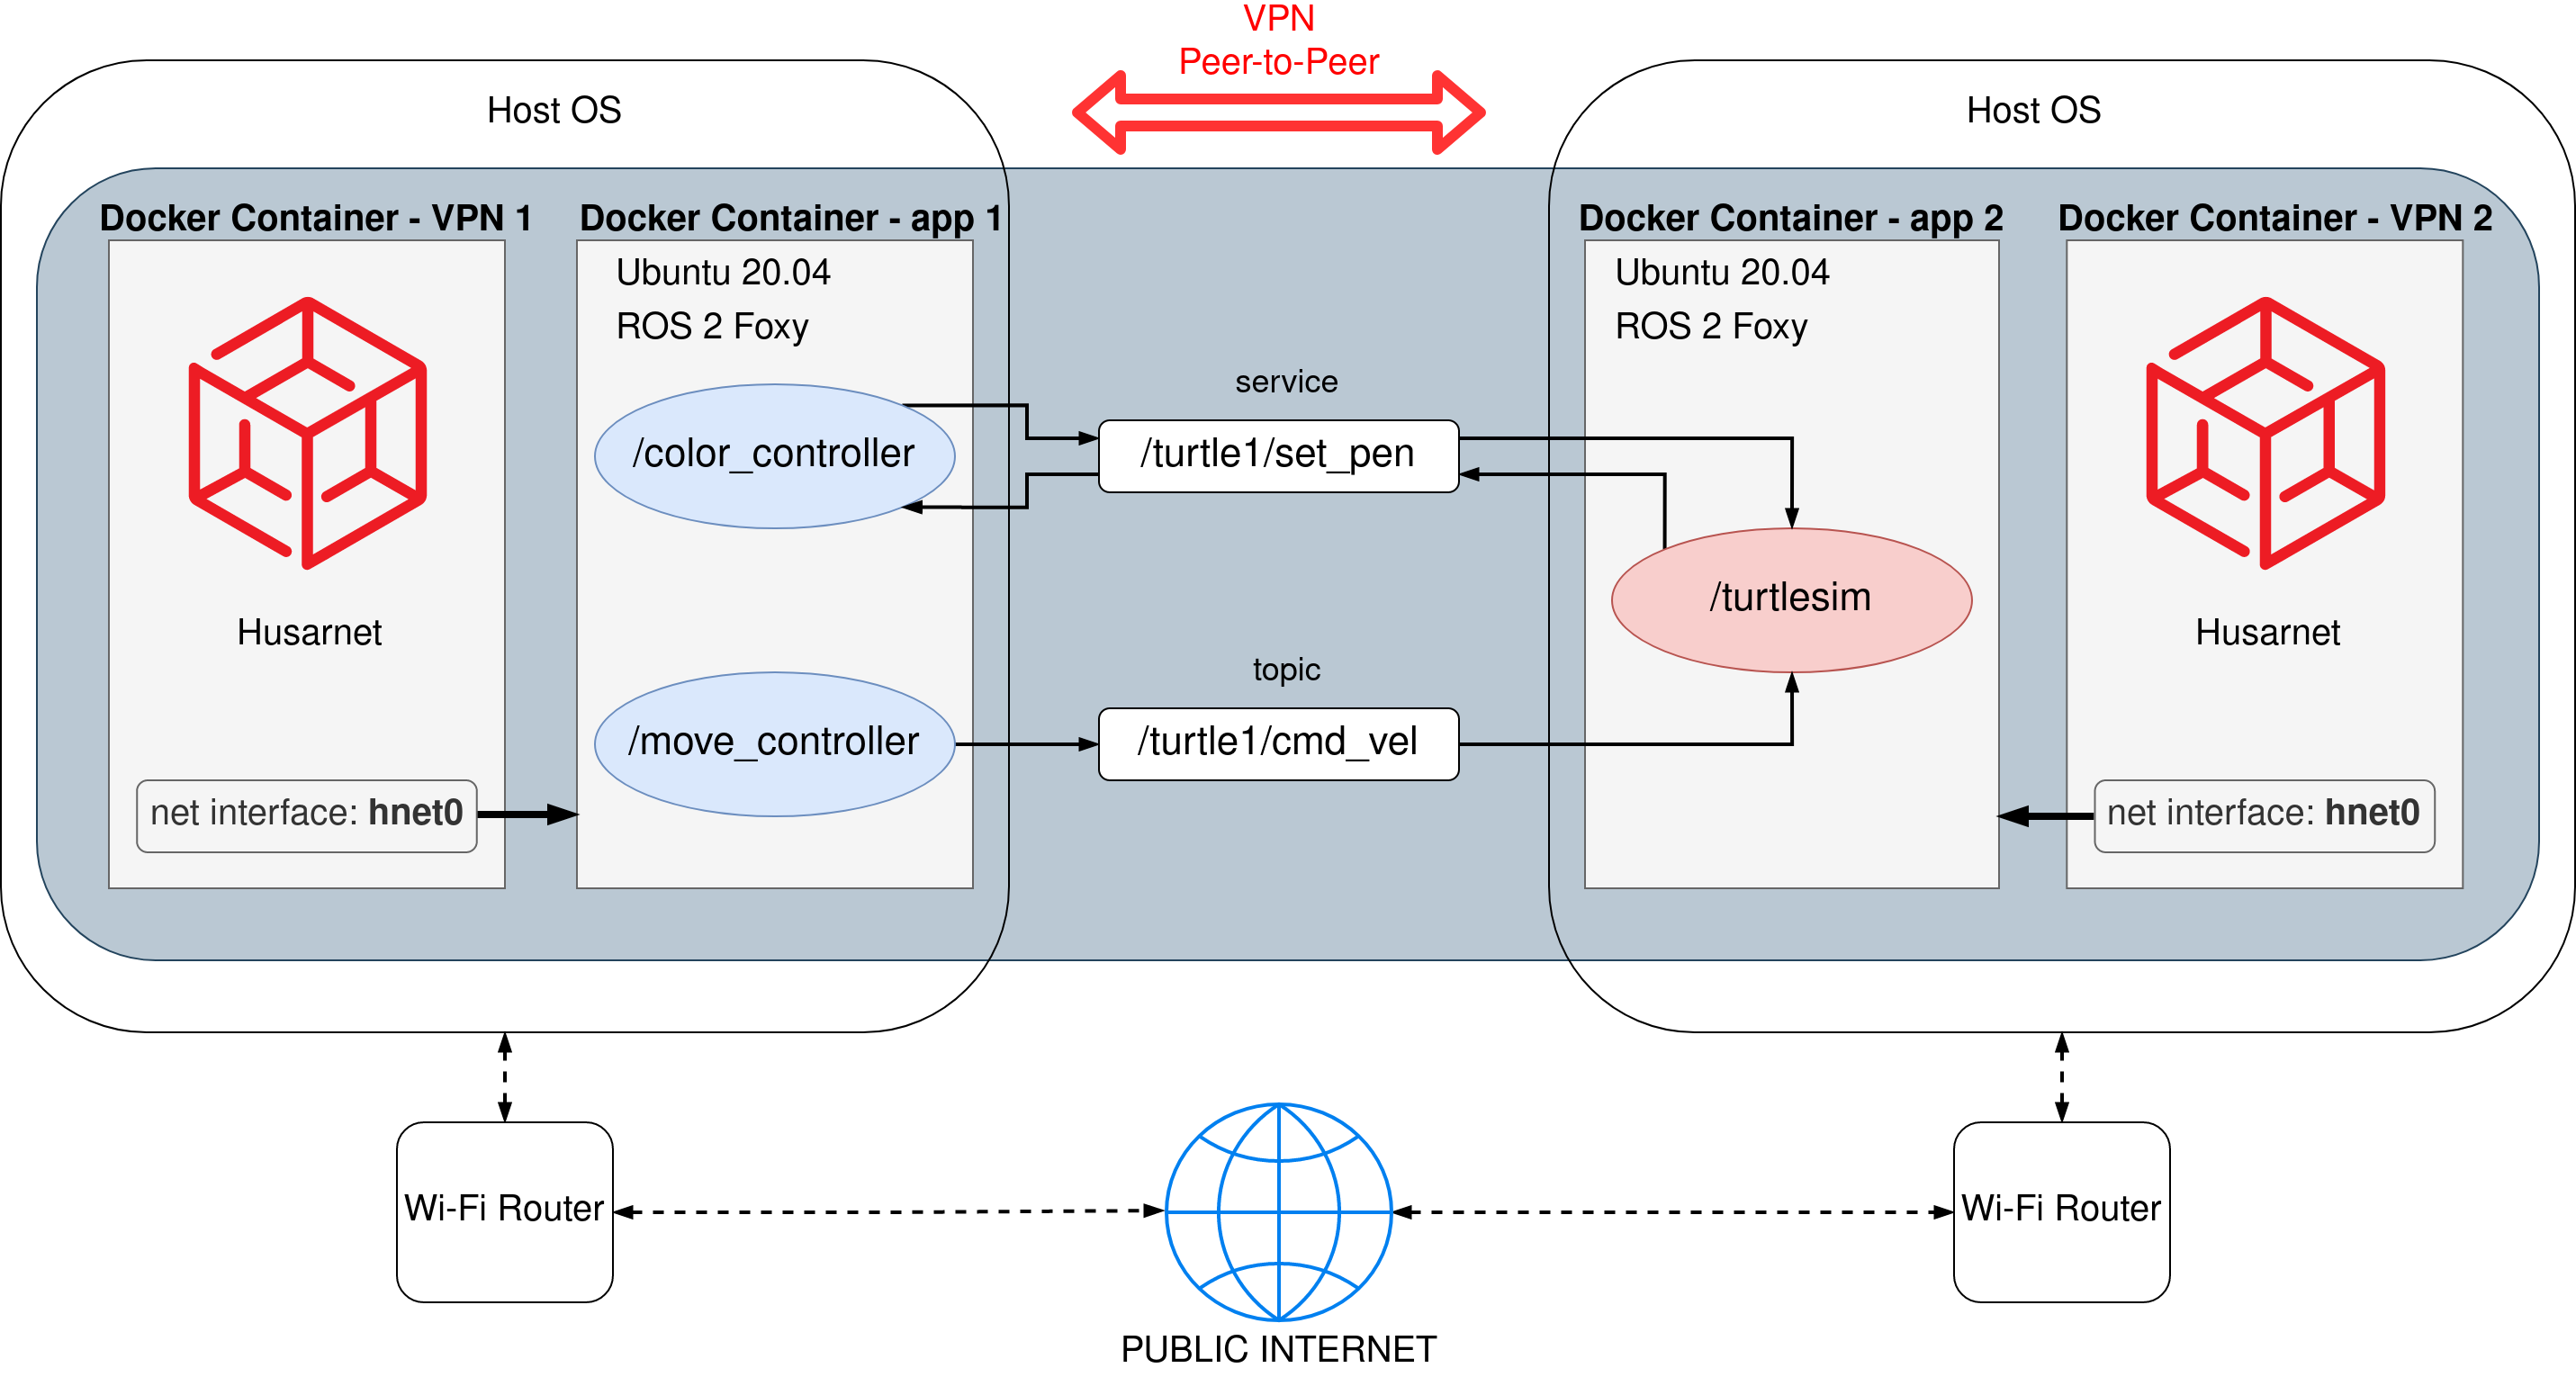 VPN
Peer-to-Peer
Host OS
Host OS
Docker Container - VPN 1
Docker Container - app 1
Docker Container - app 2
Docker Container - VPN 2
Ubuntu 20.04
ROS 2 Foxy
Ubuntu 20.04
ROS 2 Foxy
service
/color_controller
/turtle1/set_pen
/turtlesim
Husarnet
Husarnet
topic
/move_controller
/turtle1/cmd_vel
net interface: hnet0
net interface: hnet0
Wi-Fi Router
Wi-Fi Router
PUBLIC INTERNET